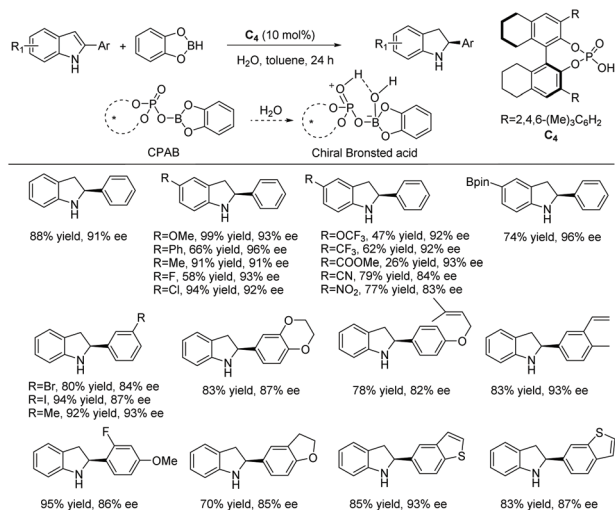 R1 N H Ar + O BH O C4 (10 mol%) R1 N H Ar R O O P OH O R
H2O, toluene, 24 h
R=2,4,6-(Me)3C6H2
C4
* O P O O B O O H2O * O + P O O H O H B − O O
CPAB Chiral Bronsted acid
N H R N H R N H Bpin N H
88% yield, 91% ee
R=OMe, 99% yield, 93% ee
R=Ph, 66% yield, 96% ee
R=Me, 91% yield, 91% ee
R=F, 58% yield, 93% ee
R=Cl, 94% yield, 92% ee
R=OCF3, 47% yield, 92% ee
R=CF3, 62% yield, 92% ee
R=COOMe, 26% yield, 93% ee
R=CN, 79% yield, 84% ee
R=NO2, 77% yield, 83% ee
74% yield, 96% ee
N H R N H O O N H O N H
R=Br, 80% yield, 84% ee
R=I, 94% yield, 87% ee
R=Me, 92% yield, 93% ee
83% yield, 87% ee
78% yield, 82% ee
83% yield, 93% ee
N H F OMe N H O N H S N H S
95% yield, 86% ee
70% yield, 85% ee
85% yield, 93% ee
83% yield, 87% ee